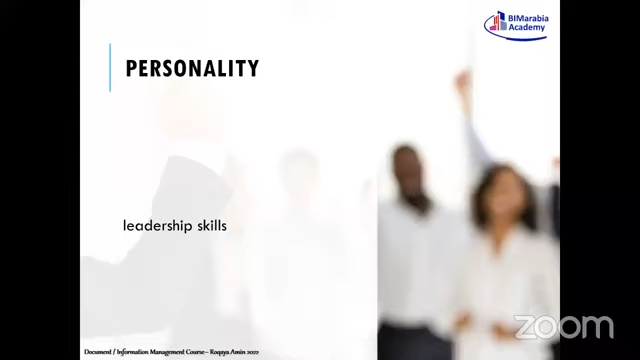 BIMarabia
Academy
PERSONALITY
leadership skills
Document / Information Management Course– Roqaya Amin 2022
zoom